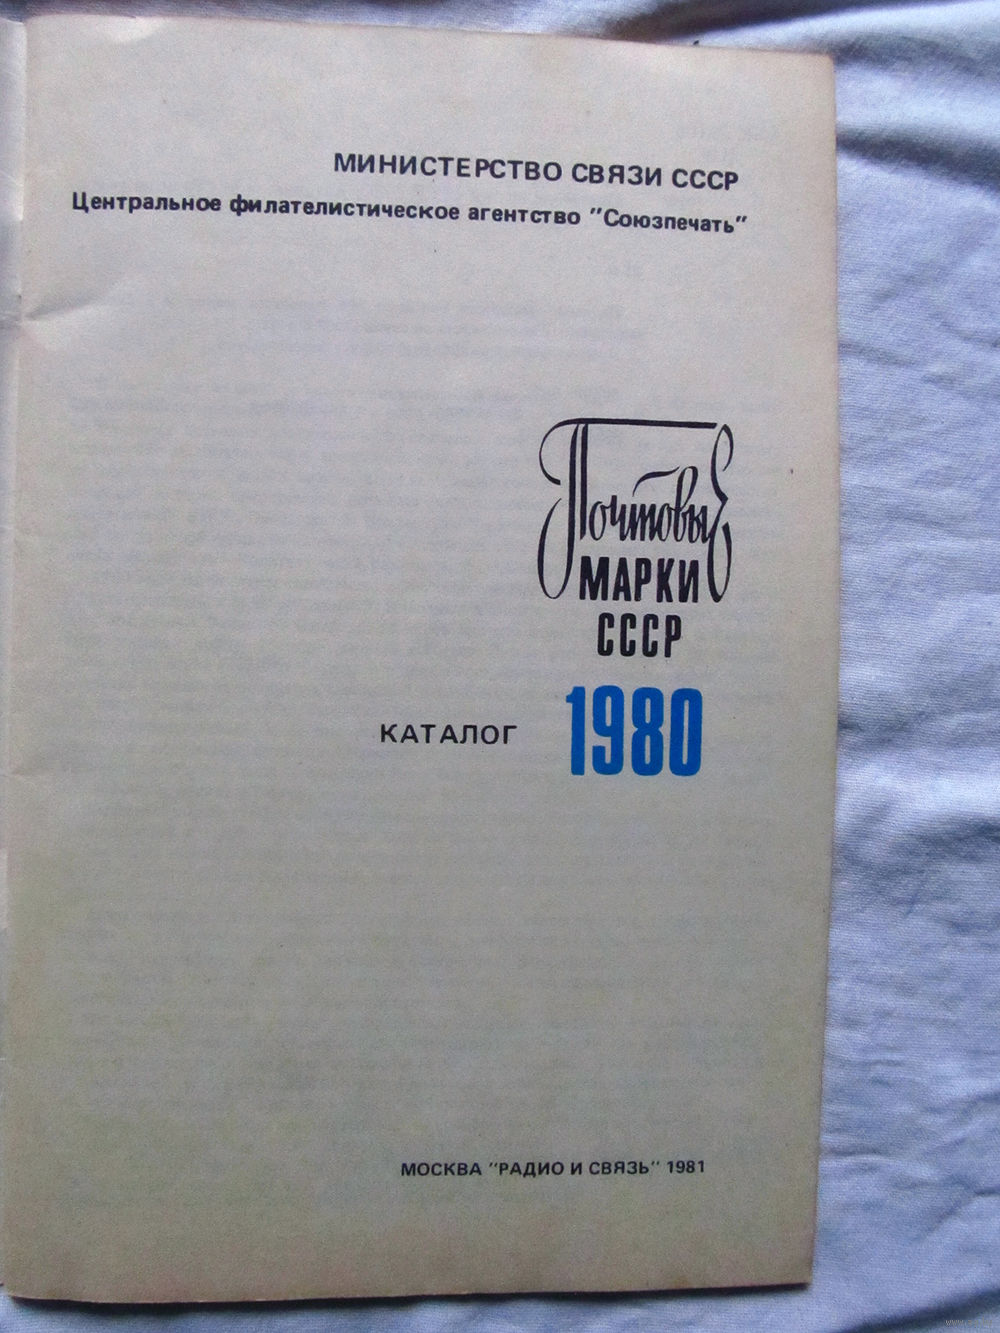 МИНИСТЕРСТВО СВЯЗИ СССР
Центральное филателистическое агентство "Союзпечать"
Почтовые
МАРКИ
СССР
КАТАЛОГ 1980
МОСКВА "РАДИО И СВЯЗЬ" 1981